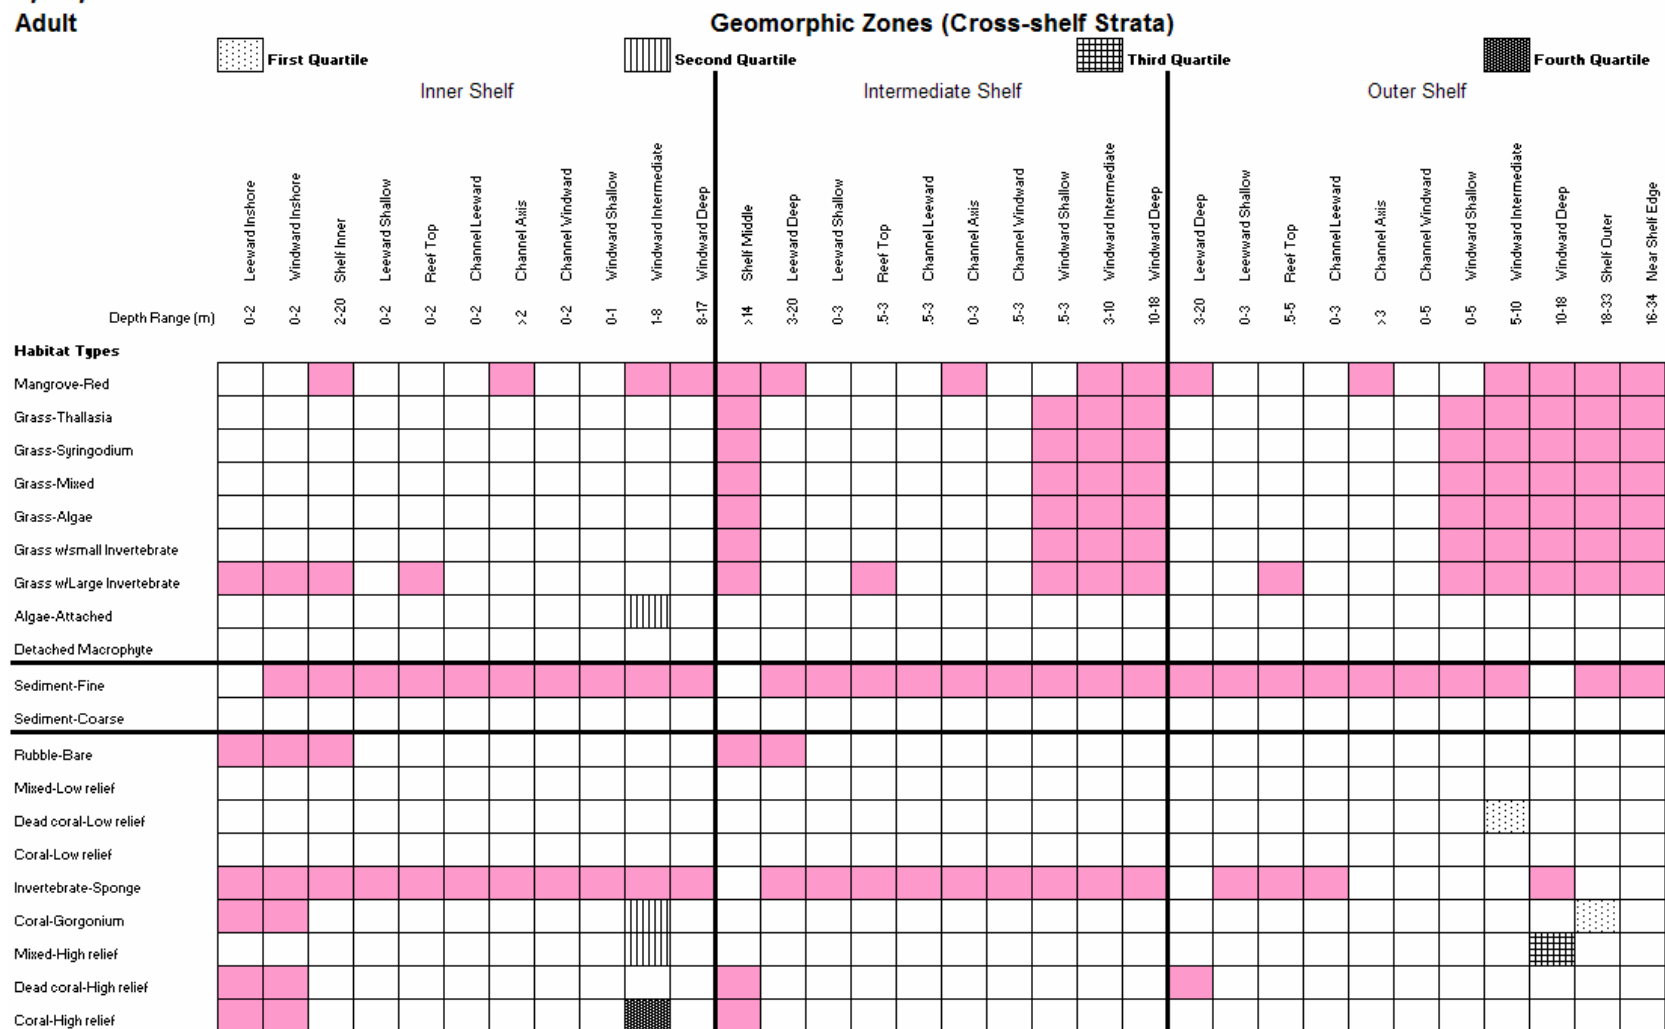 Adult
Geomorphic Zones (Cross-shelf Strata)
First Quartile
Second Quartile
Third Quartile
Fourth Quartile
Inner Shelf
Intermediate Shelf
Outer Shelf
Leeward Inshore
Windward Inshore
Shelf Inner
Leeward Shallow
Reef Top
Channel Leeward
Channel Axis
Channel Windward
Windward Shallow
Windward Intermediate
Windward Deep
Shelf Middle
Leeward Deep
Leeward Shallow
Reef Top
Channel Leeward
Channel Axis
Channel Windward
Windward Shallow
Windward Intermediate
Windward Deep
Leeward Deep
Leeward Shallow
Reef Top
Channel Leeward
Channel Axis
Channel Windward
Windward Shallow
Windward Intermediate
Windward Deep
Shelf Outer
Near Shelf Edge
Depth Range (m) 0-2 0-2 2-20 0-2 0-2 0-2 >2 0-2 0-1 1-8 8-17 >14 3-20 0-3 .5-3 .5-3 0-3 .5-3 .5-3 3-10 10-18 3-20 0-3 .5-5 0-3 >3 0-5 0-5 5-10 10-18 18-33 16-34
Habitat Types
Mangrove-Red
Grass-Thallasia
Grass-Syringodium
Grass-Mixed
Grass-Algae
Grass w/small Invertebrate
Grass w/Large Invertebrate
Algae-Attached
Detached Macrophyte
Sediment-Fine
Sediment-Coarse
Rubble-Bare
Mixed-Low relief
Dead coral-Low relief
Coral-Low relief
Invertebrate-Sponge
Coral-Gorgonium
Mixed-High relief
Dead coral-High relief
Coral-High relief